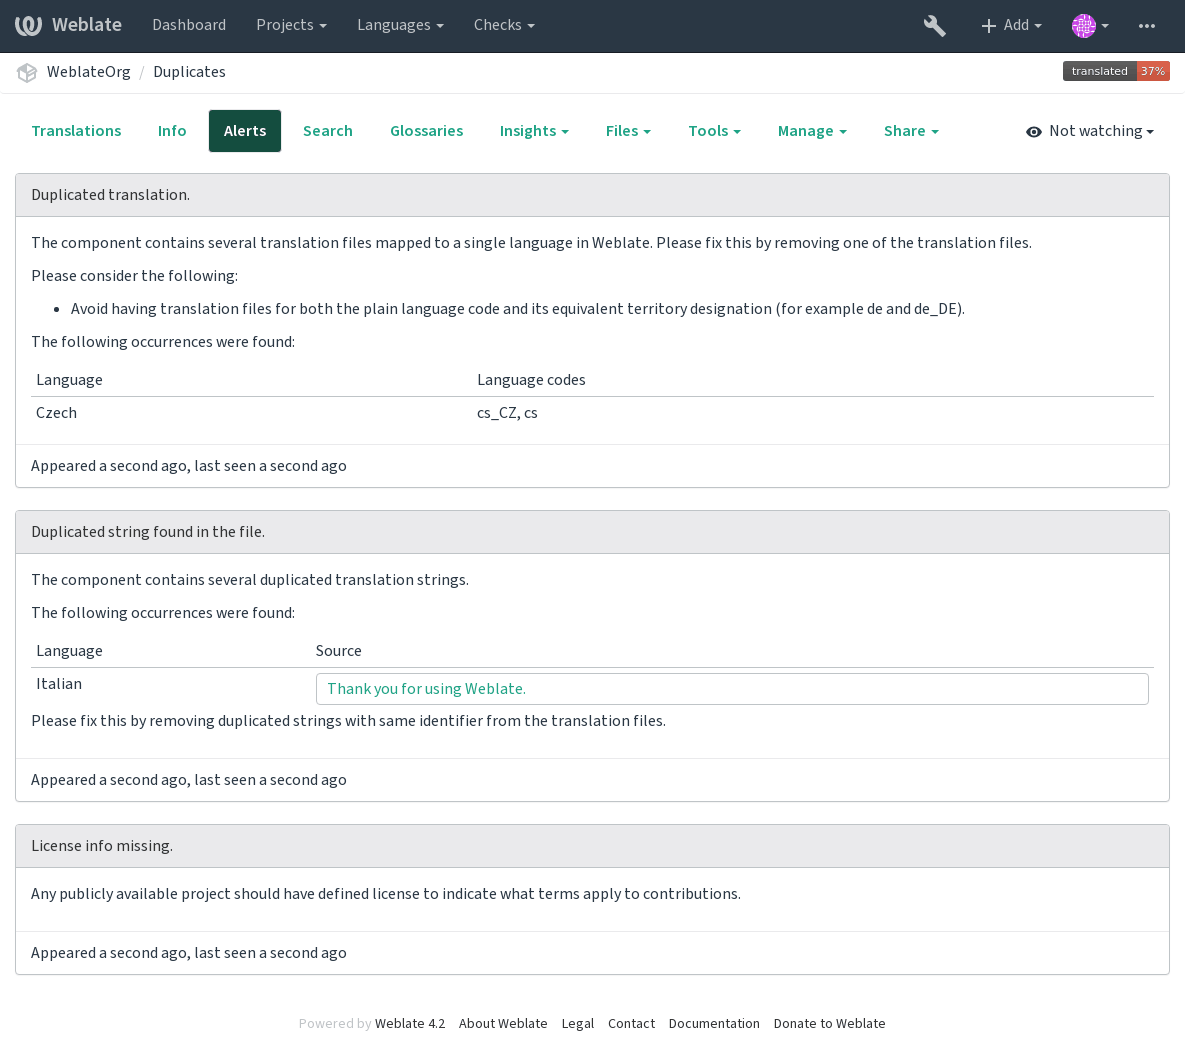 Weblate Dashboard Projects Languages Checks Add
WeblateOrg / Duplicates translated 37%
Translations Info Alerts Search Glossaries Insights Files Tools Manage Share Not watching
Duplicated translation.
The component contains several translation files mapped to a single language in Weblate. Please fix this by removing one of the translation files.
Please consider the following:
• Avoid having translation files for both the plain language code and its equivalent territory designation (for example de and de_DE).
The following occurrences were found:
Language Language codes
Czech cs_CZ, cs
Appeared a second ago, last seen a second ago
Duplicated string found in the file.
The component contains several duplicated translation strings.
The following occurrences were found:
Language Source
Italian Thank you for using Weblate.
Please fix this by removing duplicated strings with same identifier from the translation files.
Appeared a second ago, last seen a second ago
License info missing.
Any publicly available project should have defined license to indicate what terms apply to contributions.
Appeared a second ago, last seen a second ago
Powered by Weblate 4.2 About Weblate Legal Contact Documentation Donate to Weblate